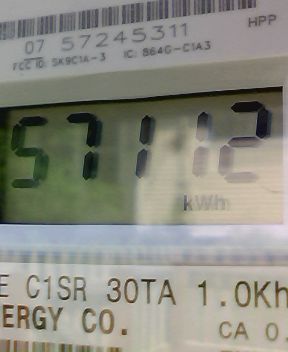 HPP
07 57245311
FCC ID: SK9C1A-3 IC: 864G-C1A3
57112
kWh
E C1SR 30TA 1.0Kh
ERGY CO.
CA 0.